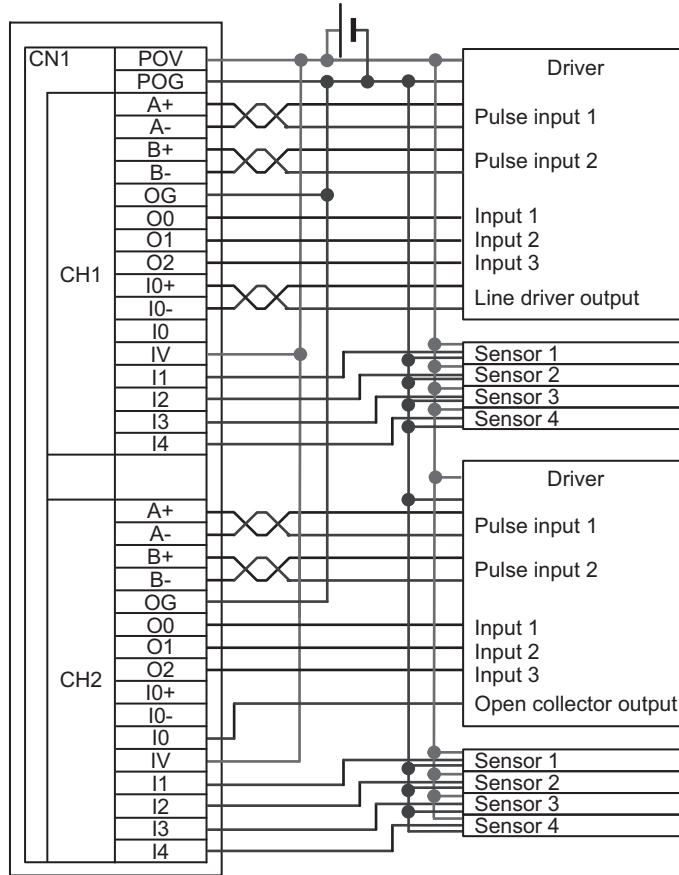 CN1
POV
POG
CH1
A+
A-
B+
B-
OG
O0
O1
O2
I0+
I0-
I0
IV
I1
I2
I3
I4
Driver
Pulse input 1
Pulse input 2
Input 1
Input 2
Input 3
Line driver output
Sensor 1
Sensor 2
Sensor 3
Sensor 4
CH2
A+
A-
B+
B-
OG
O0
O1
O2
I0+
I0-
I0
IV
I1
I2
I3
I4
Driver
Pulse input 1
Pulse input 2
Input 1
Input 2
Input 3
Open collector output
Sensor 1
Sensor 2
Sensor 3
Sensor 4